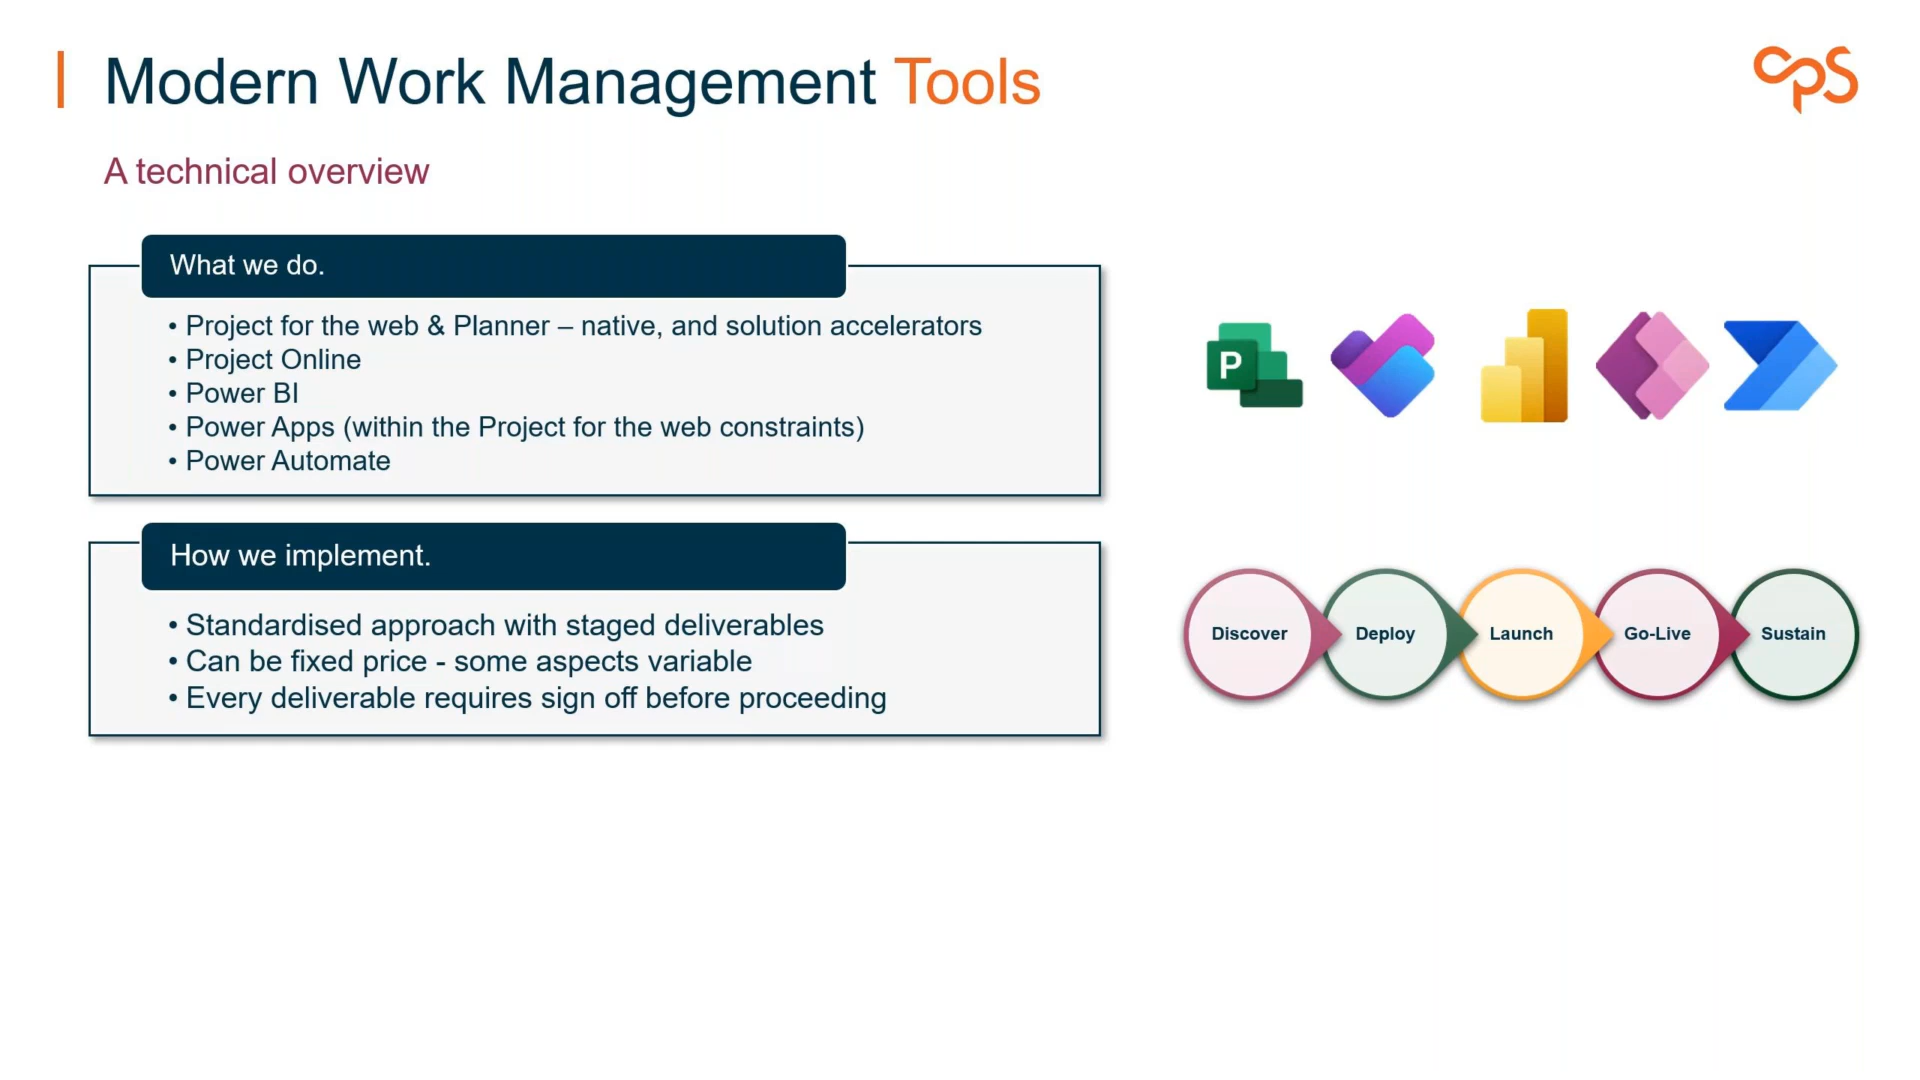 Modern Work Management Tools
cps
A technical overview
What we do.
• Project for the web & Planner – native, and solution accelerators
• Project Online
• Power BI
• Power Apps (within the Project for the web constraints)
• Power Automate
P
How we implement.
• Standardised approach with staged deliverables
• Can be fixed price - some aspects variable
• Every deliverable requires sign off before proceeding
Discover
Deploy
Launch
Go-Live
Sustain